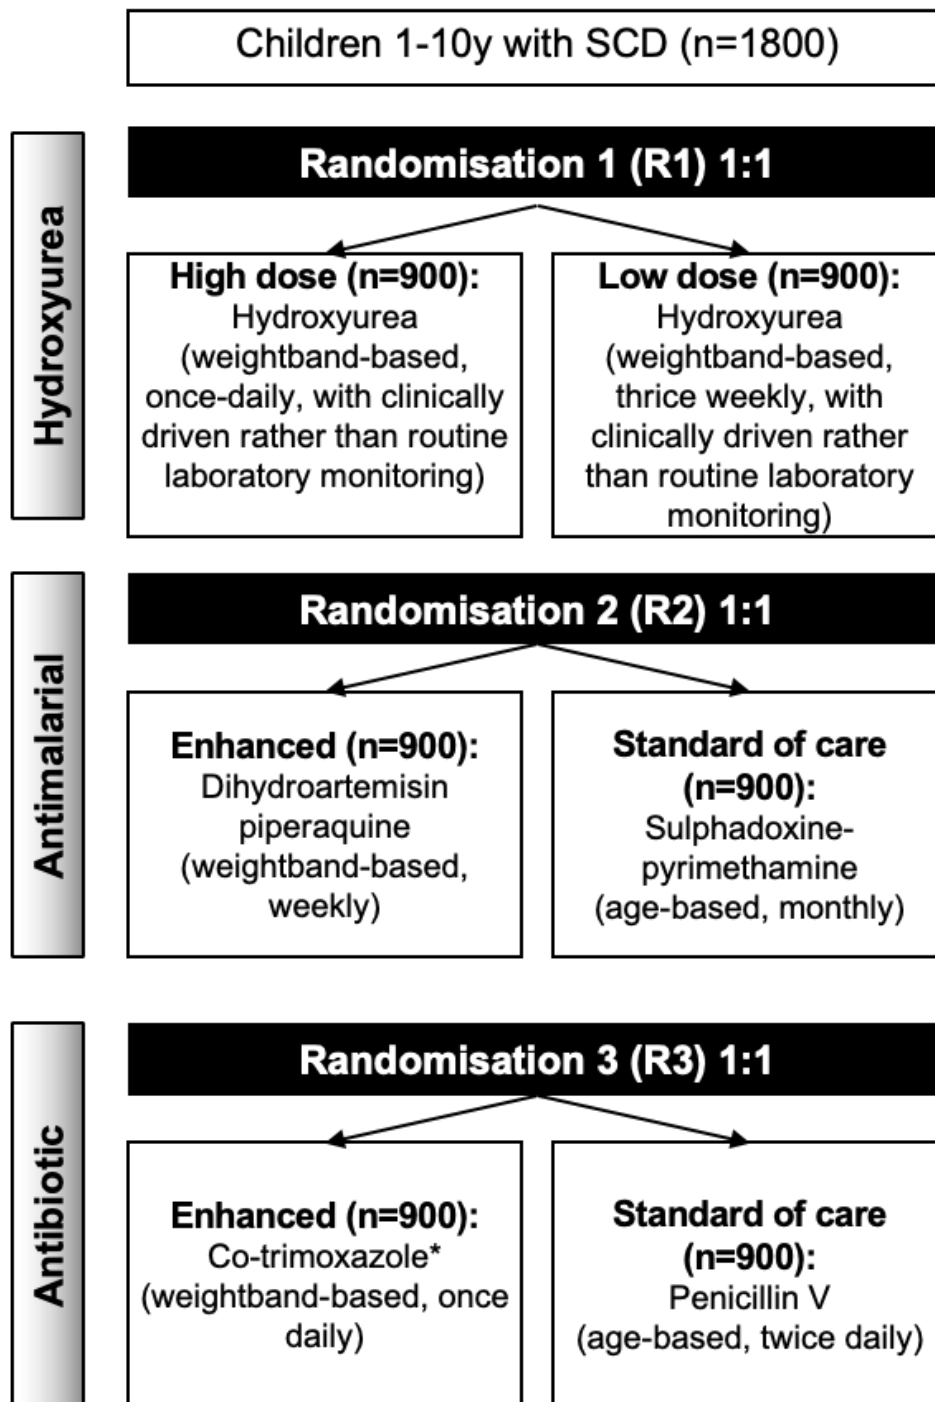 Children 1-10y with SCD (n=1800)
Hydroxyurea
Randomisation 1 (R1) 1:1
High dose (n=900):
Hydroxyurea
(weightband-based,
once-daily, with clinically
driven rather than routine
laboratory monitoring)
Low dose (n=900):
Hydroxyurea
(weightband-based,
thrice weekly, with
clinically driven rather
than routine laboratory
monitoring)
Antimalarial
Randomisation 2 (R2) 1:1
Enhanced (n=900):
Dihydroartemisin
piperaquine
(weightband-based,
weekly)
Standard of care
(n=900):
Sulphadoxine-
pyrimethamine
(age-based, monthly)
Antibiotic
Randomisation 3 (R3) 1:1
Enhanced (n=900):
Co-trimoxazole*
(weightband-based, once
daily)
Standard of care
(n=900):
Penicillin V
(age-based, twice daily)